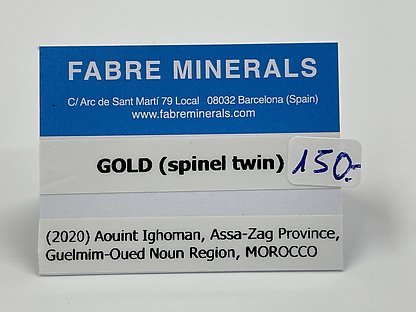 FABRE MINERALS
C/ Arc de Sant Martí 79 Local 08032 Barcelona (Spain)
www.fabreminerals.com
GOLD (spinel twin) 150.-
(2020) Aouint Ighoman, Assa-Zag Province,
Guelmim-Oued Noun Region, MOROCCO